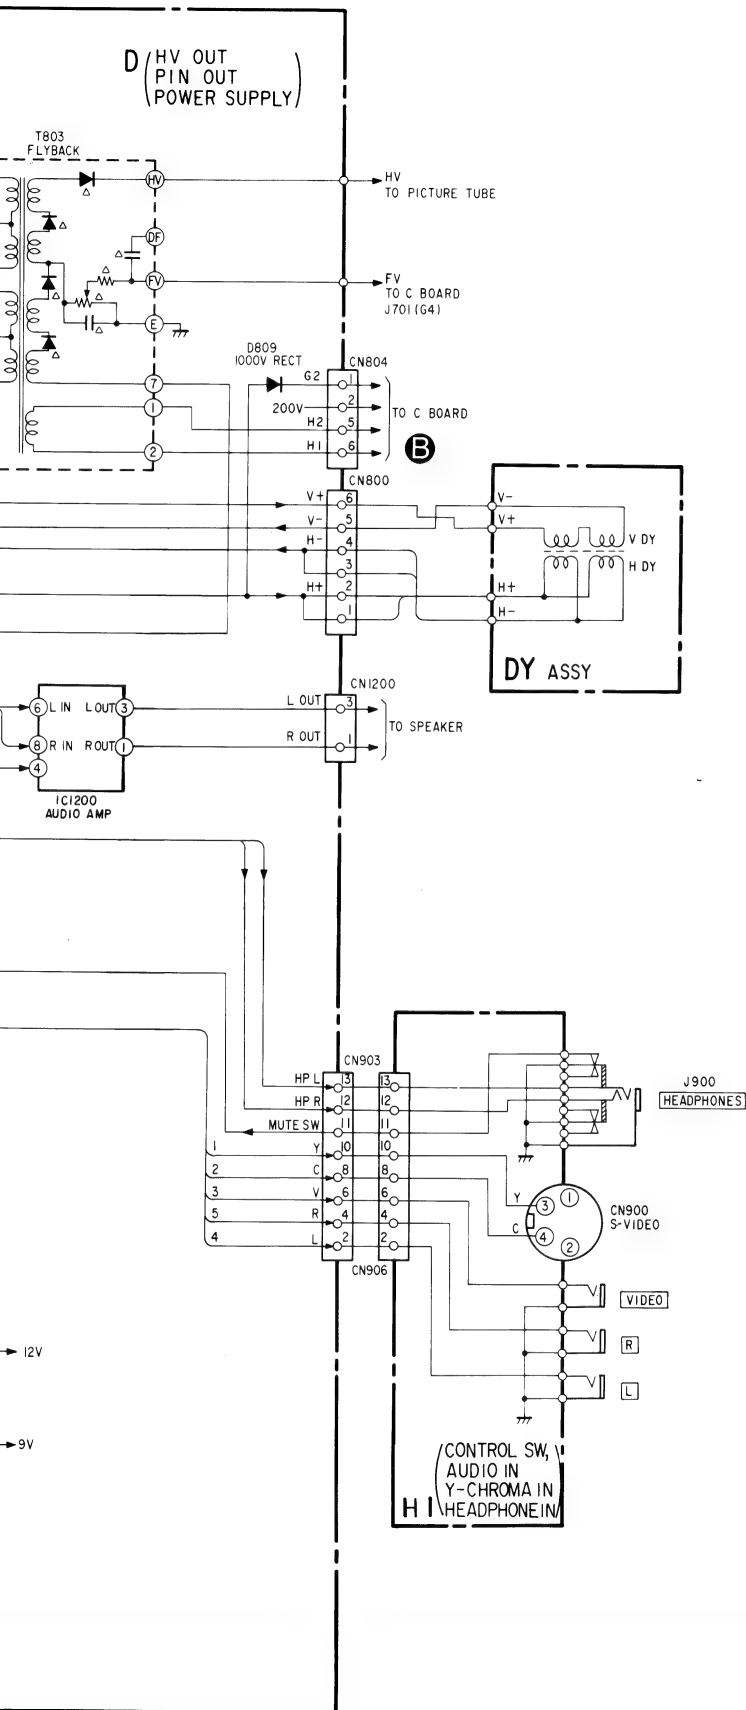 D
HV OUT
PIN OUT
POWER SUPPLY
T803
FLYBACK
HV
HV
TO PICTURE TUBE
DF
FV
FV
TO C BOARD
J701(G4)
E
D809
1000V RECT
CN804
7
G2
1
1
200V
2
TO C BOARD
H2
5
2
H1
6
B
CN800
V+
6
V-
5
H-
4
3
H+
2
1
V-
V+
V DY
H DY
H+
H-
DY ASSY
CN1200
6
L IN
L OUT
3
L OUT
3
TO SPEAKER
8
R IN
R OUT
1
R OUT
1
4
IC1200
AUDIO AMP
CN903
HP L
13
13
HP R
12
12
MUTE SW
11
11
1
Y
10
10
2
C
8
8
3
V
6
6
5
R
4
4
4
L
2
2
CN906
J900
HEADPHONES
Y
3
1
C
4
2
CN900
S-VIDEO
VIDEO
R
L
12V
9V
H1
CONTROL SW,
AUDIO IN
Y-CHROMA IN
HEADPHONE IN